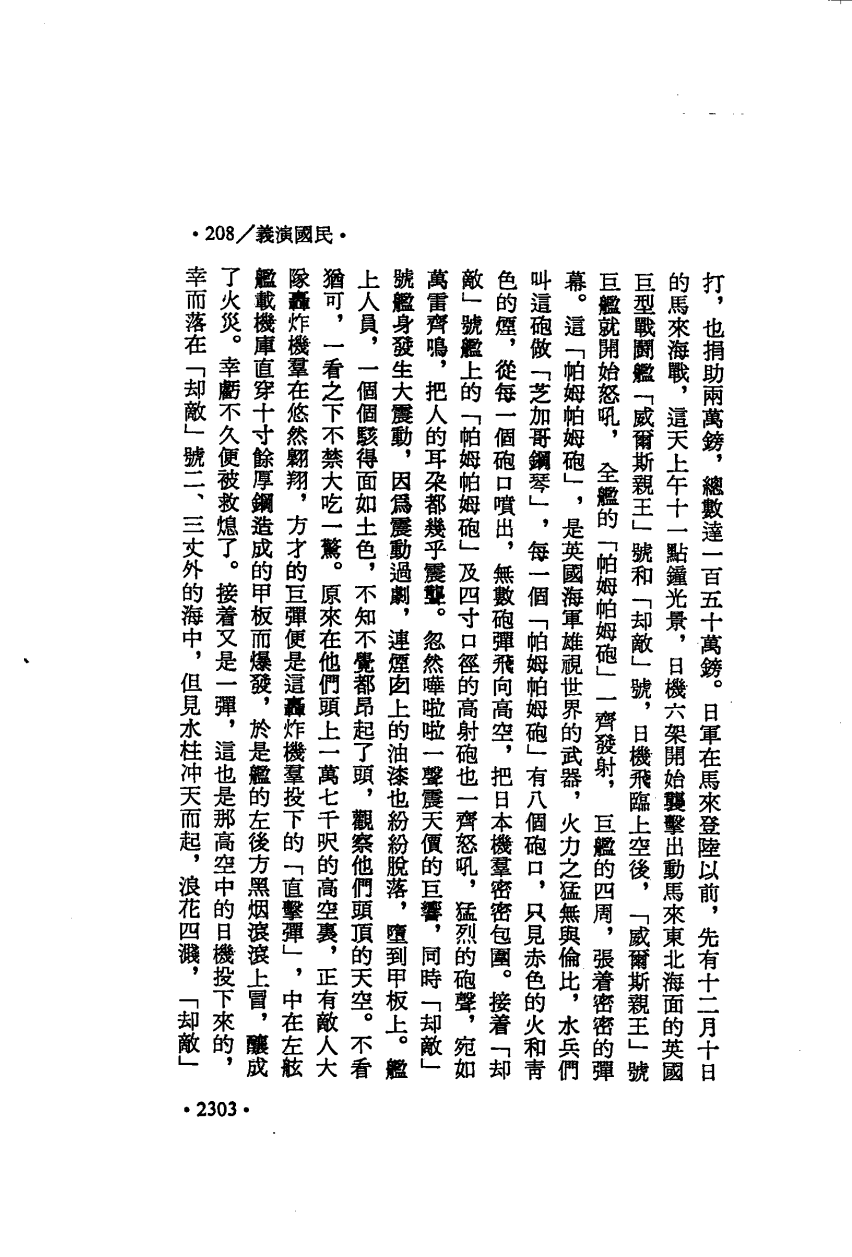 ·208／義演國民·
打，也捐助兩萬鎊，總數達一百五十萬鎊。日軍在馬來登陸以前，先有十二月十日
的馬來海戰，這天上午十一點鐘光景，日機六架開始襲擊出動馬來東北海面的英國
巨型戰鬭艦「威爾斯親王」號和「却敵」號，日機飛臨上空後，「威爾斯親王」號
巨艦就開始怒吼，全艦的「帕姆帕姆砲」一齊發射，巨艦的四周，張着密密的彈
幕。這「帕姆帕姆砲」，是英國海軍雄視世界的武器，火力之猛無與倫比，水兵們
叫這砲做「芝加哥鋼琴」，每一個「帕姆帕姆砲」有八個砲口，只見赤色的火和靑
色的煙，從每一個砲口噴出，無數砲彈飛向高空，把日本機羣密密包圍。接着「却
敵」號艦上的「帕姆帕姆砲」及四寸口徑的高射砲也一齊怒吼，猛烈的砲聲，宛如
萬雷齊鳴，把人的耳朶都幾乎震聾。忽然嘩啦啦一聲震天價的巨響，同時「却敵」
號艦身發生大震動，因爲震動過劇，連煙囱上的油漆也紛紛脫落，墮到甲板上。艦
上人員，一個個駭得面如土色，不知不覺都昂起了頭，觀察他們頭頂的天空。不看
猶可，一看之下不禁大吃一驚。原來在他們頭上一萬七千呎的高空裏，正有敵人大
隊轟炸機羣在悠然翱翔，方才的巨彈便是這轟炸機羣投下的「直擊彈」，中在左舷
艦載機庫直穿十寸餘厚鋼造成的甲板而爆發，於是艦的左後方黑烟滾滾上冒，釀成
了火災。幸虧不久便被救熄了。接着又是一彈，這也是那高空中的日機投下來的，
幸而落在「却敵」號二、三丈外的海中，但見水柱冲天而起，浪花四濺，「却敵」
·2303·